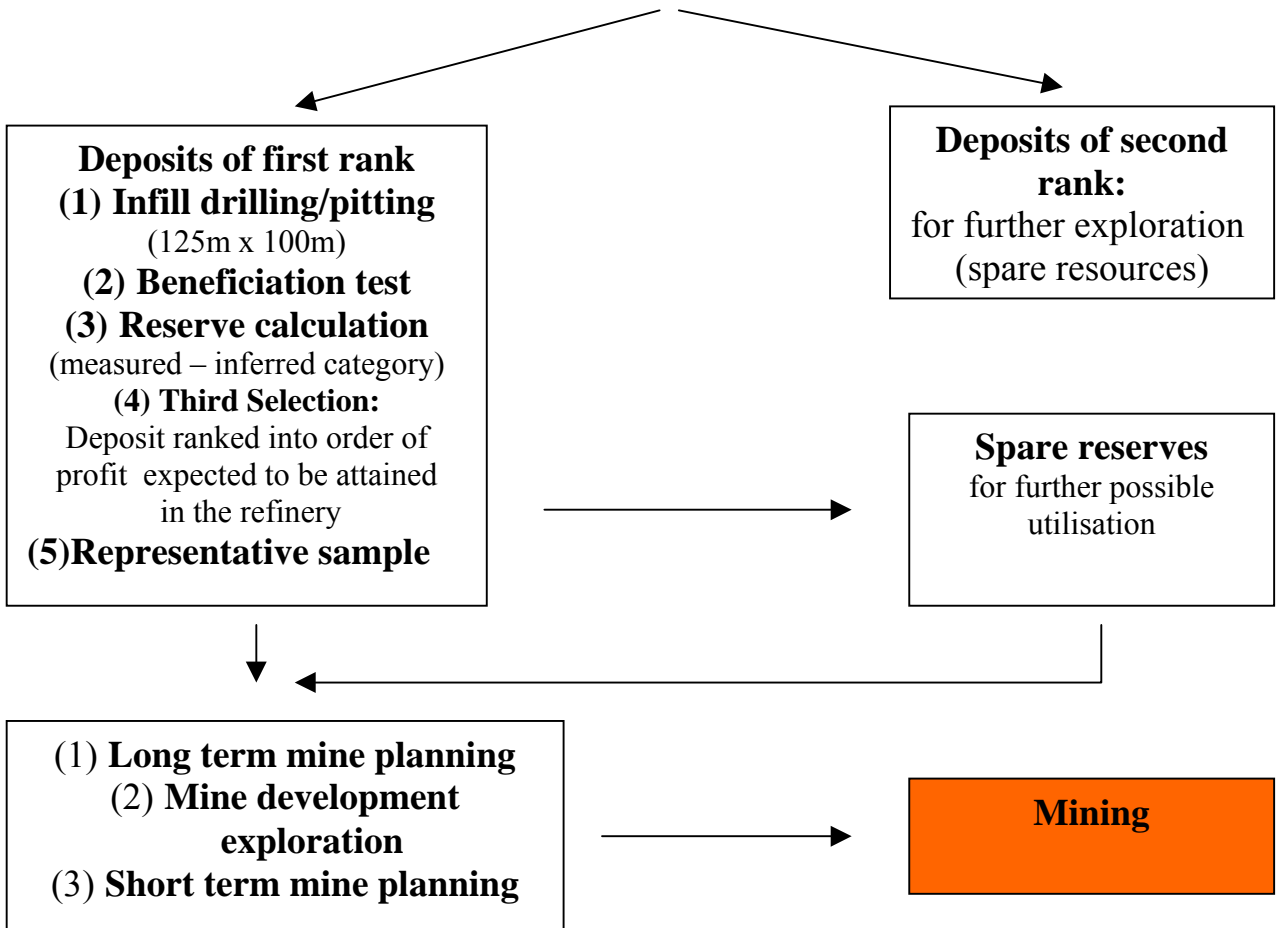 Deposits of first rank
(1) Infill drilling/pitting
(125m x 100m)
(2) Beneficiation test
(3) Reserve calculation
(measured – inferred category)
(4) Third Selection:
Deposit ranked into order of
profit expected to be attained
in the refinery
(5)Representative sample
Deposits of second
rank:
for further exploration
(spare resources)
Spare reserves
for further possible
utilisation
(1) Long term mine planning
(2) Mine development
exploration
(3) Short term mine planning
Mining